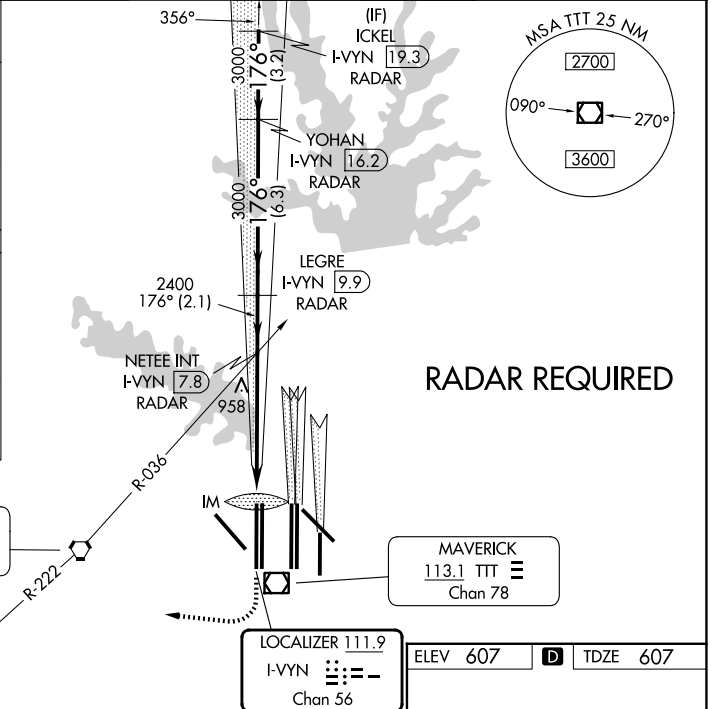 356°
(IF)
ICKEL
I-VYN 19.3
RADAR
3000
176°
(3.2)
MSA TTT 25 NM
2700
090°
270°
3600
YOHAN
I-VYN 16.2
RADAR
3000
176°
(6.3)
LEGRE
I-VYN 9.9
RADAR
2400
176° (2.1)
NETEE INT
I-VYN 7.8
RADAR
958
RADAR REQUIRED
R-036
IM
R-222
MAVERICK
113.1 TTT
Chan 78
LOCALIZER 111.9
I-VYN
Chan 56
ELEV 607
D
TDZE 607